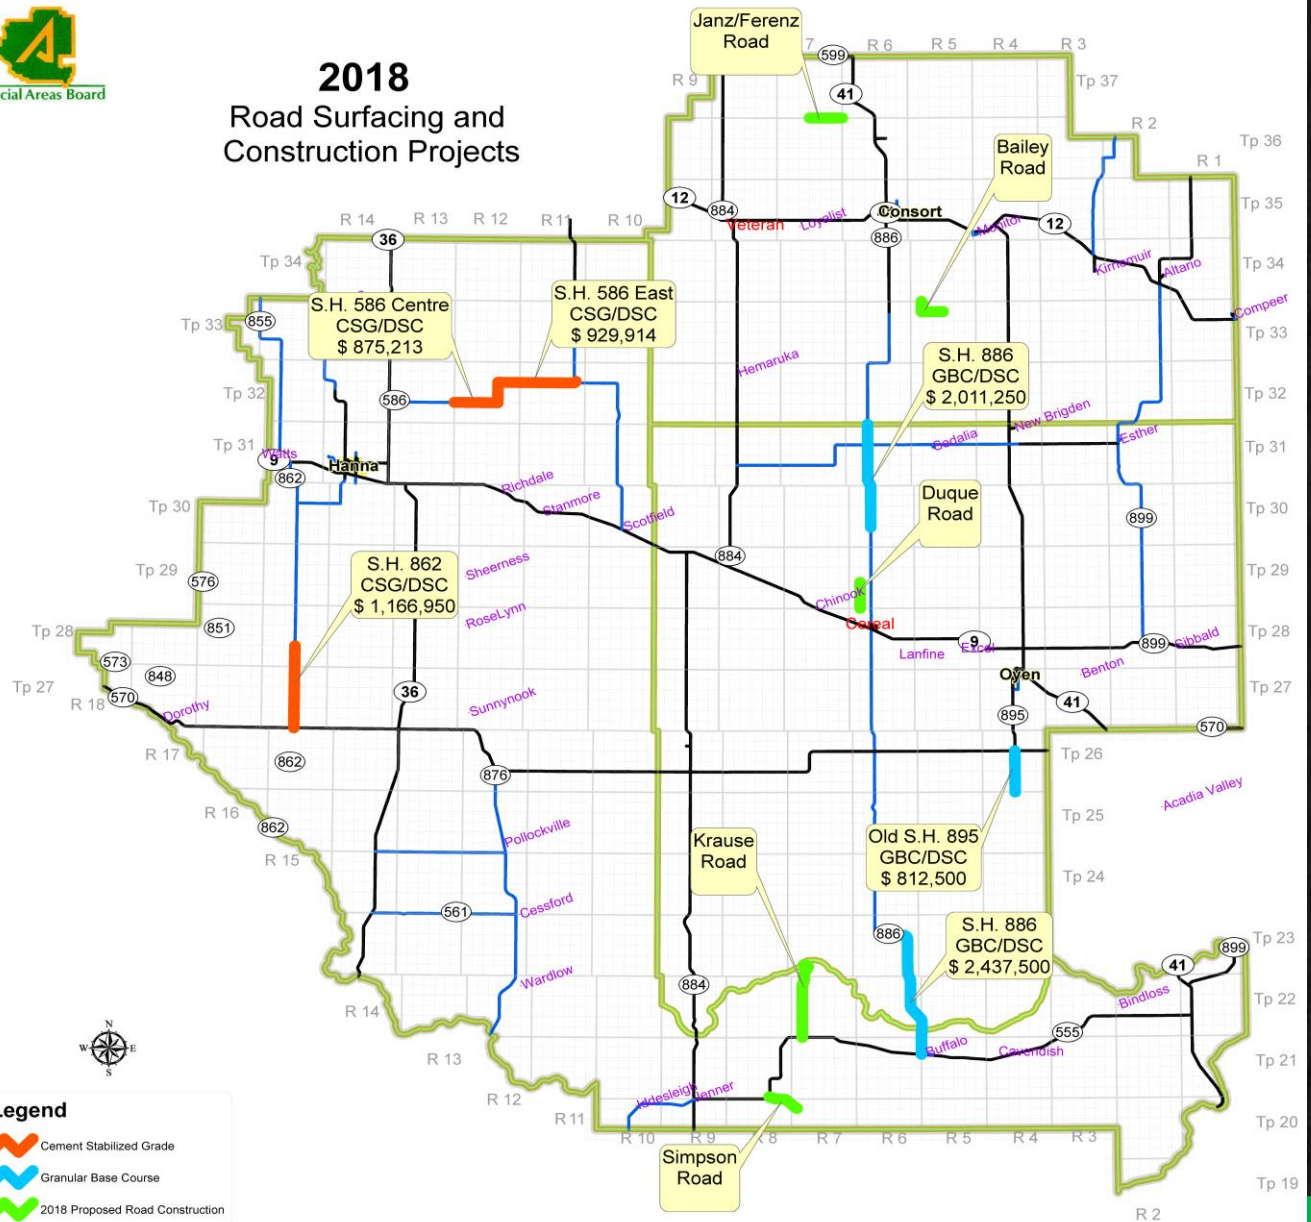 cial Areas Board
2018
Road Surfacing and
Construction Projects
Janz/Ferenz
Road
7
599
R 6
R 5
R 4
R 3
R 9
41
Tp 37
R 2
Tp 36
Bailey
Road
R 1
12
884
Veteran
Loyalist
Consort
886
Monitor
12
Tp 35
R 14
R 13
R 12
R 11
R 10
36
Tp 34
Kirriemuir
Altario
Tp 34
Compeer
S.H. 586 Centre
CSG/DSC
$ 875,213
S.H. 586 East
CSG/DSC
$ 929,914
Tp 33
855
Tp 33
Hemaruka
S.H. 886
GBC/DSC
$ 2,011,250
Tp 32
586
Tp 32
New Brigden
Tp 31
Sedalia
Esther
Tp 31
Watts
9
862
Hanna
Richdale
Stanmore
Scotfield
Duque
Road
Tp 30
899
Tp 30
884
Tp 29
576
S.H. 862
CSG/DSC
$ 1,166,950
Sheerness
RoseLynn
Chinook
Cereal
Tp 29
Tp 28
851
Lanfine
Excel
9
899
Sibbald
Tp 28
573
848
Benton
Oyen
Tp 27
570
R 18
Dorothy
36
Sunnynook
41
895
570
Tp 27
R 17
862
876
Tp 26
R 16
862
Tp 25
Acadia Valley
R 15
Pollockville
Krause
Road
Old S.H. 895
GBC/DSC
$ 812,500
Tp 24
561
Cessford
886
S.H. 886
GBC/DSC
$ 2,437,500
Tp 23
899
41
Wardlow
884
Bindloss
Tp 22
R 14
555
N
W
E
S
R 13
Buffalo
Cavendish
Tp 21
R 12
Iddesleigh
Jenner
R 11
Tp 20
R 10
R 9
R 8
R 7
R 6
R 5
R 4
R 3
Simpson
Road
Tp 19
R 2
Legend
Cement Stabilized Grade
Granular Base Course
2018 Proposed Road Construction